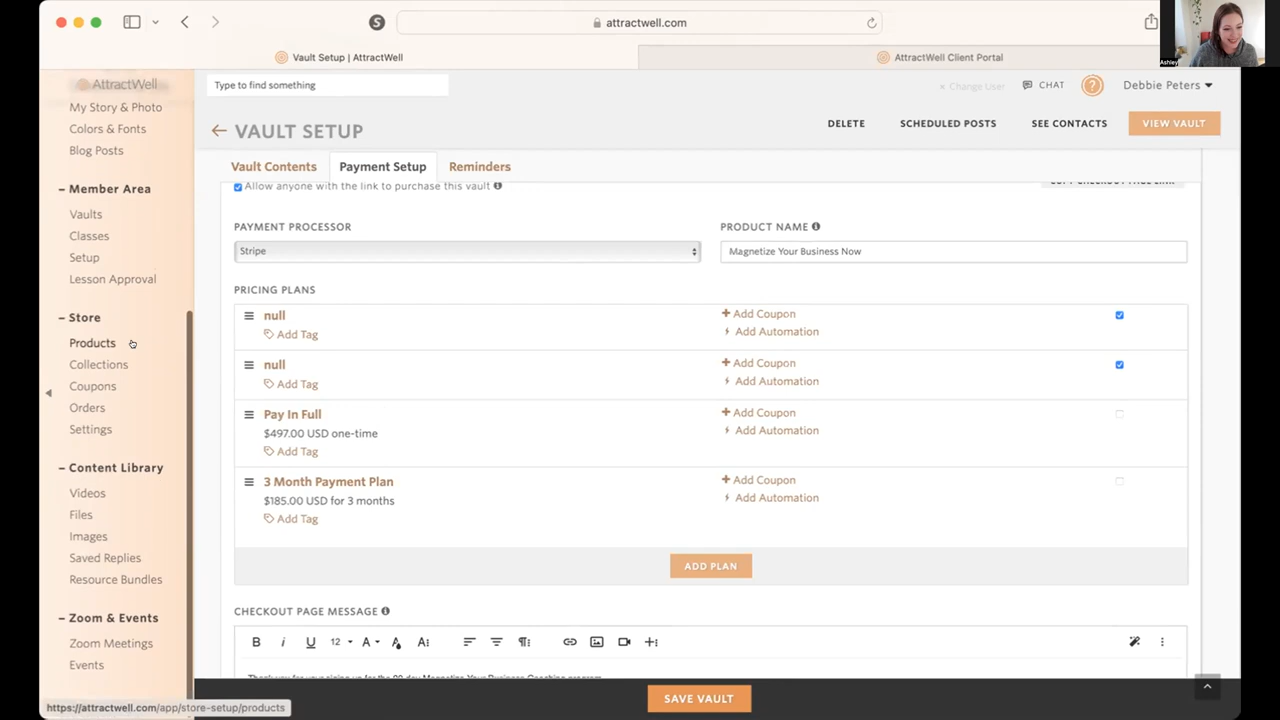 attractwell.com
Vault Setup | AttractWell
AttractWell Client Portal
Ashley
AttractWell
My Story & Photo
Colors & Fonts
Blog Posts
– Member Area
Vaults
Classes
Setup
Lesson Approval
– Store
Products
Collections
Coupons
Orders
Settings
– Content Library
Videos
Files
Images
Saved Replies
Resource Bundles
– Zoom & Events
Zoom Meetings
Events
https://attractwell.com/app/store-setup/products
Type to find something
× Change User
CHAT
?
Debbie Peters
VAULT SETUP
DELETE
SCHEDULED POSTS
SEE CONTACTS
VIEW VAULT
Vault Contents
Payment Setup
Reminders
Allow anyone with the link to purchase this vault
PAYMENT PROCESSOR
PRODUCT NAME
Stripe
Magnetize Your Business Now
PRICING PLANS
null
+ Add Coupon
Add Tag
Add Automation
null
+ Add Coupon
Add Tag
Add Automation
Pay In Full
+ Add Coupon
$497.00 USD one-time
Add Automation
Add Tag
3 Month Payment Plan
+ Add Coupon
$185.00 USD for 3 months
Add Automation
Add Tag
ADD PLAN
CHECKOUT PAGE MESSAGE
B i U 12 A A A
SAVE VAULT